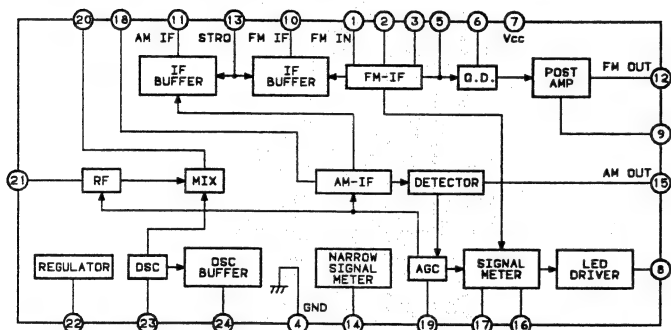 20 18 11 13 10 1 2 3 5 6 7
AM IF STRQ FM IF FM IN Vcc
IF BUFFER
IF BUFFER
FM-IF
Q.D.
POST AMP
FM OUT
12
9
21
RF
MIX
AM-IF
DETECTOR
AM OUT
15
REGULATOR
OSC
OSC BUFFER
NARROW SIGNAL METER
AGC
SIGNAL METER
LED DRIVER
8
GND
22 23 24 4 14 19 17 16